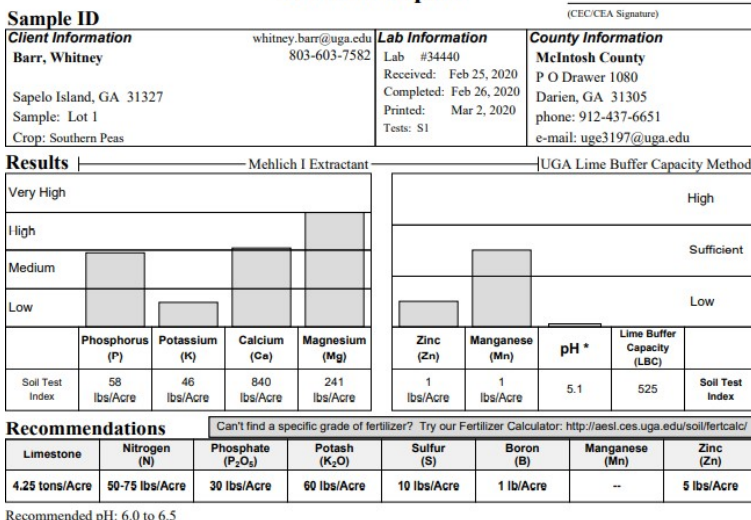 (CEC/CEA Signature)
Sample ID
Client Information whitney.barr@uga.edu
Barr, Whitney 803-603-7582
Sapelo Island, GA 31327
Sample: Lot 1
Crop: Southern Peas
Lab Information
Lab #34440
Received: Feb 25, 2020
Completed: Feb 26, 2020
Printed: Mar 2, 2020
Tests: S1
County Information
McIntosh County
P O Drawer 1080
Darien, GA 31305
phone: 912-437-6651
e-mail: uge3197@uga.edu
Results Mehlich I Extractant UGA Lime Buffer Capacity Method
Very High
High
Medium
Low
High
Sufficient
Low
Phosphorus (P) Potassium (K) Calcium (Ca) Magnesium (Mg) Zinc (Zn) Manganese (Mn) pH * Lime Buffer Capacity (LBC)
Soil Test Index 58 lbs/Acre 46 lbs/Acre 840 lbs/Acre 241 lbs/Acre 1 lbs/Acre 1 lbs/Acre 5.1 525 Soil Test Index
Recommendations Can't find a specific grade of fertilizer? Try our Fertilizer Calculator: http://aesl.ces.uga.edu/soil/fertcalc/
Limestone Nitrogen (N) Phosphate (P₂O₅) Potash (K₂O) Sulfur (S) Boron (B) Manganese (Mn) Zinc (Zn)
4.25 tons/Acre 50-75 lbs/Acre 30 lbs/Acre 60 lbs/Acre 10 lbs/Acre 1 lb/Acre -- 5 lbs/Acre
Recommended pH: 6.0 to 6.5